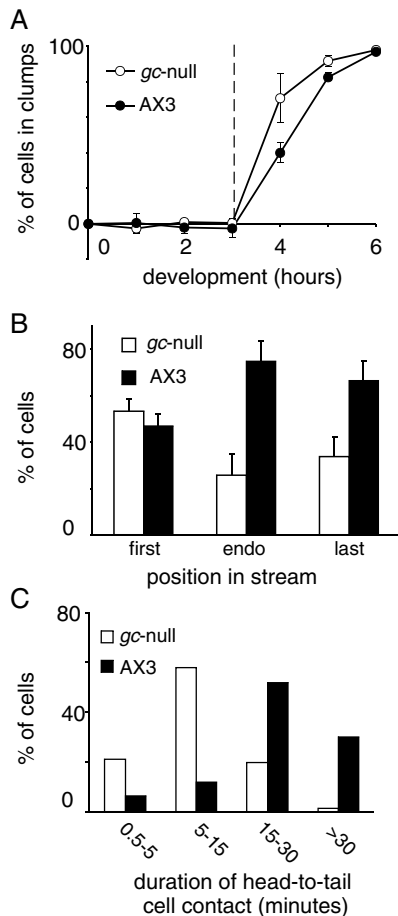 A
100
gc-null
AX3
% of cells in clumps
0
0 2 4 6
development (hours)
B
80
gc-null
AX3
40
% of cells
0
first endo last
position in stream
C
80
gc-null
AX3
40
% of cells
0
0.5-5 5-15 15-30 >30
duration of head-to-tail
cell contact (minutes)